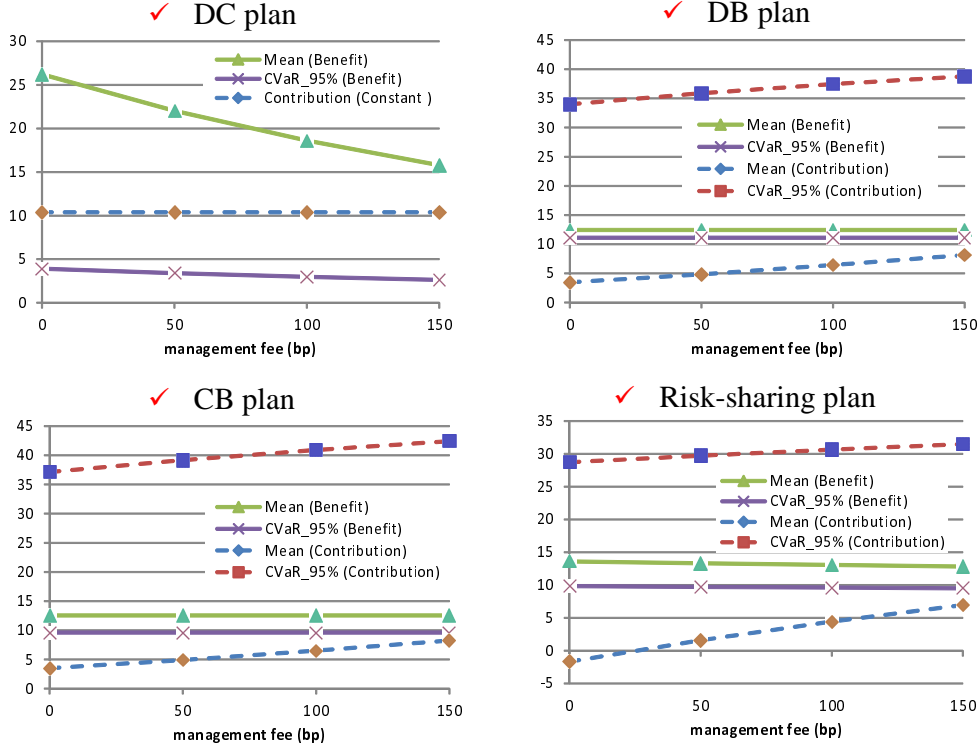 ✓ DC plan
30
25
20
15
10
5
0
Mean (Benefit)
CVaR_95% (Benefit)
Contribution (Constant )
0 50 100 150
management fee (bp)
✓ DB plan
45
40
35
30
25
20
15
10
5
0
Mean (Benefit)
CVaR_95% (Benefit)
Mean (Contribution)
CVaR_95% (Contribution)
0 50 100 150
management fee (bp)
✓ CB plan
45
40
35
30
25
20
15
10
5
0
Mean (Benefit)
CVaR_95% (Benefit)
Mean (Contribution)
CVaR_95% (Contribution)
0 50 100 150
management fee (bp)
✓ Risk-sharing plan
35
30
25
20
15
10
5
0
-5
Mean (Benefit)
CVaR_95% (Benefit)
Mean (Contribution)
CVaR_95% (Contribution)
0 50 100 150
management fee (bp)